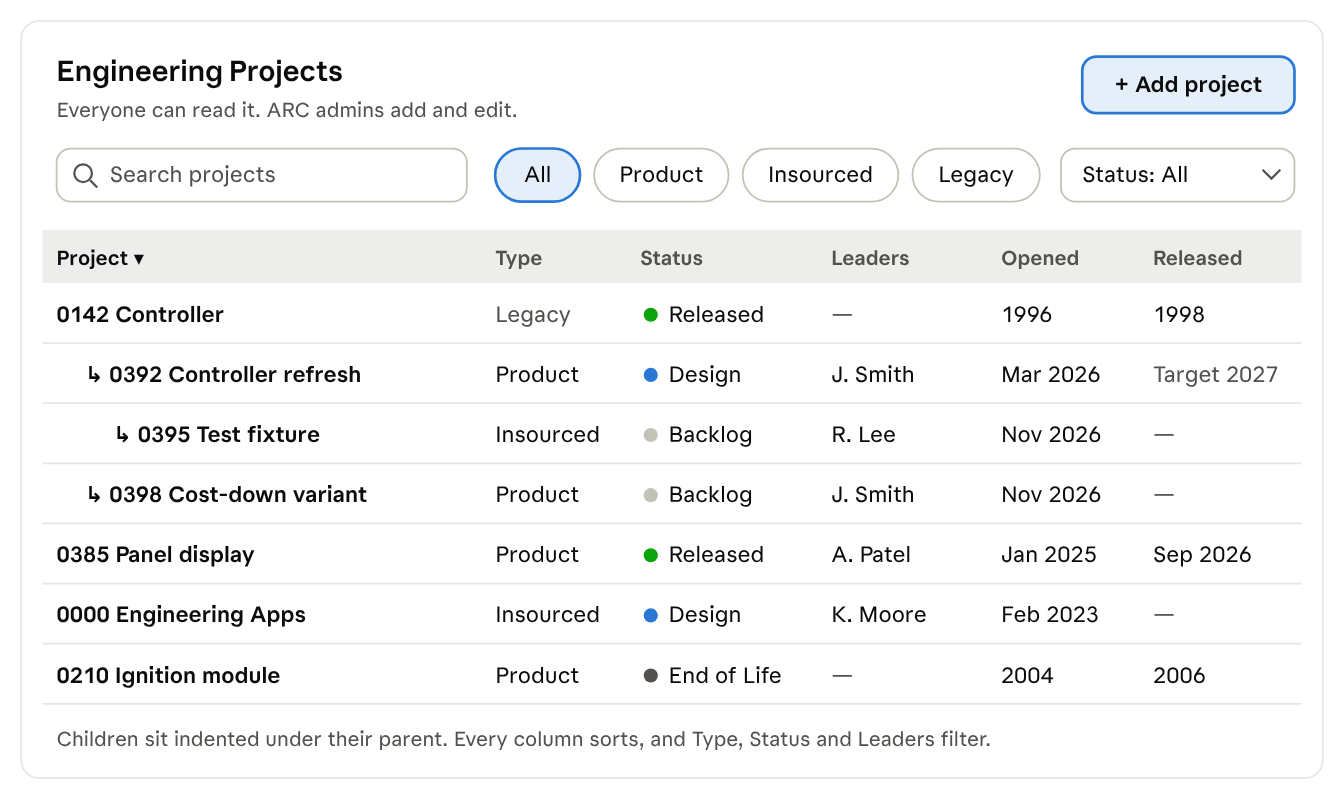 Engineering Projects
+ Add project
Everyone can read it. ARC admins add and edit.
Search projects All Product Insourced Legacy Status: All
Project ▾ Type Status Leaders Opened Released
0142 Controller Legacy Released — 1996 1998
↳ 0392 Controller refresh Product Design J. Smith Mar 2026 Target 2027
↳ 0395 Test fixture Insourced Backlog R. Lee Nov 2026 —
↳ 0398 Cost-down variant Product Backlog J. Smith Nov 2026 —
0385 Panel display Product Released A. Patel Jan 2025 Sep 2026
0000 Engineering Apps Insourced Design K. Moore Feb 2023 —
0210 Ignition module Product End of Life — 2004 2006
Children sit indented under their parent. Every column sorts, and Type, Status and Leaders filter.